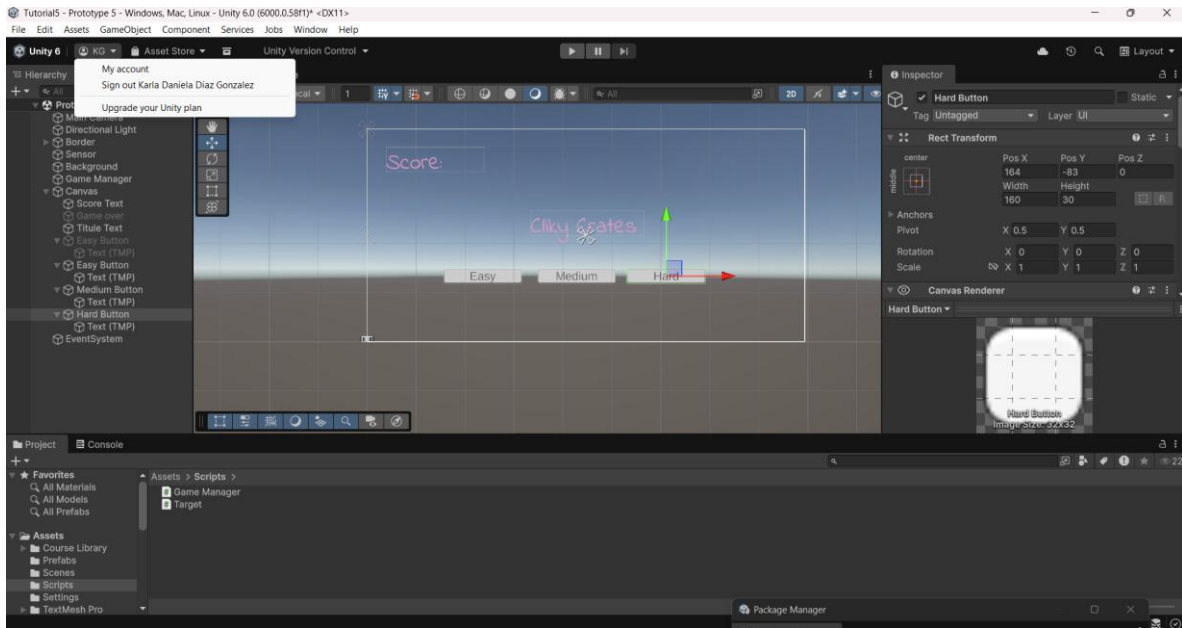 Tutorial5 - Prototype 5 - Windows, Mac, Linux - Unity 6.0 (6000.0.58f1)* <DX11>
File Edit Assets GameObject Component Services Jobs Window Help
Unity 6 KG Asset Store Unity Version Control Layout
My account
Sign out Karla Daniela Diaz Gonzalez
Upgrade your Unity plan
Hierarchy
All
Main Camera
Directional Light
Border
Sensor
Background
Game Manager
Canvas
Score Text
Game over
Titule Text
Easy Button
Text (TMP)
Easy Button
Text (TMP)
Medium Button
Text (TMP)
Hard Button
Text (TMP)
EventSystem
1 All 2D
Score:
Cliky Crates
Easy Medium Hard
Inspector
Hard Button Static
Tag Untagged Layer UI
Rect Transform
center Pos X Pos Y Pos Z
middle 164 -83 0
Width Height
160 30 R
Anchors
Pivot X 0.5 Y 0.5
Rotation X 0 Y 0 Z 0
Scale X 1 Y 1 Z 1
Canvas Renderer
Hard Button
Hard Button
Image Size: 32x32
Project Console
22
Favorites
All Materials
All Models
All Prefabs
Assets
Course Library
Prefabs
Scenes
Scripts
Settings
TextMesh Pro
Assets > Scripts >
Game Manager
Target
Package Manager